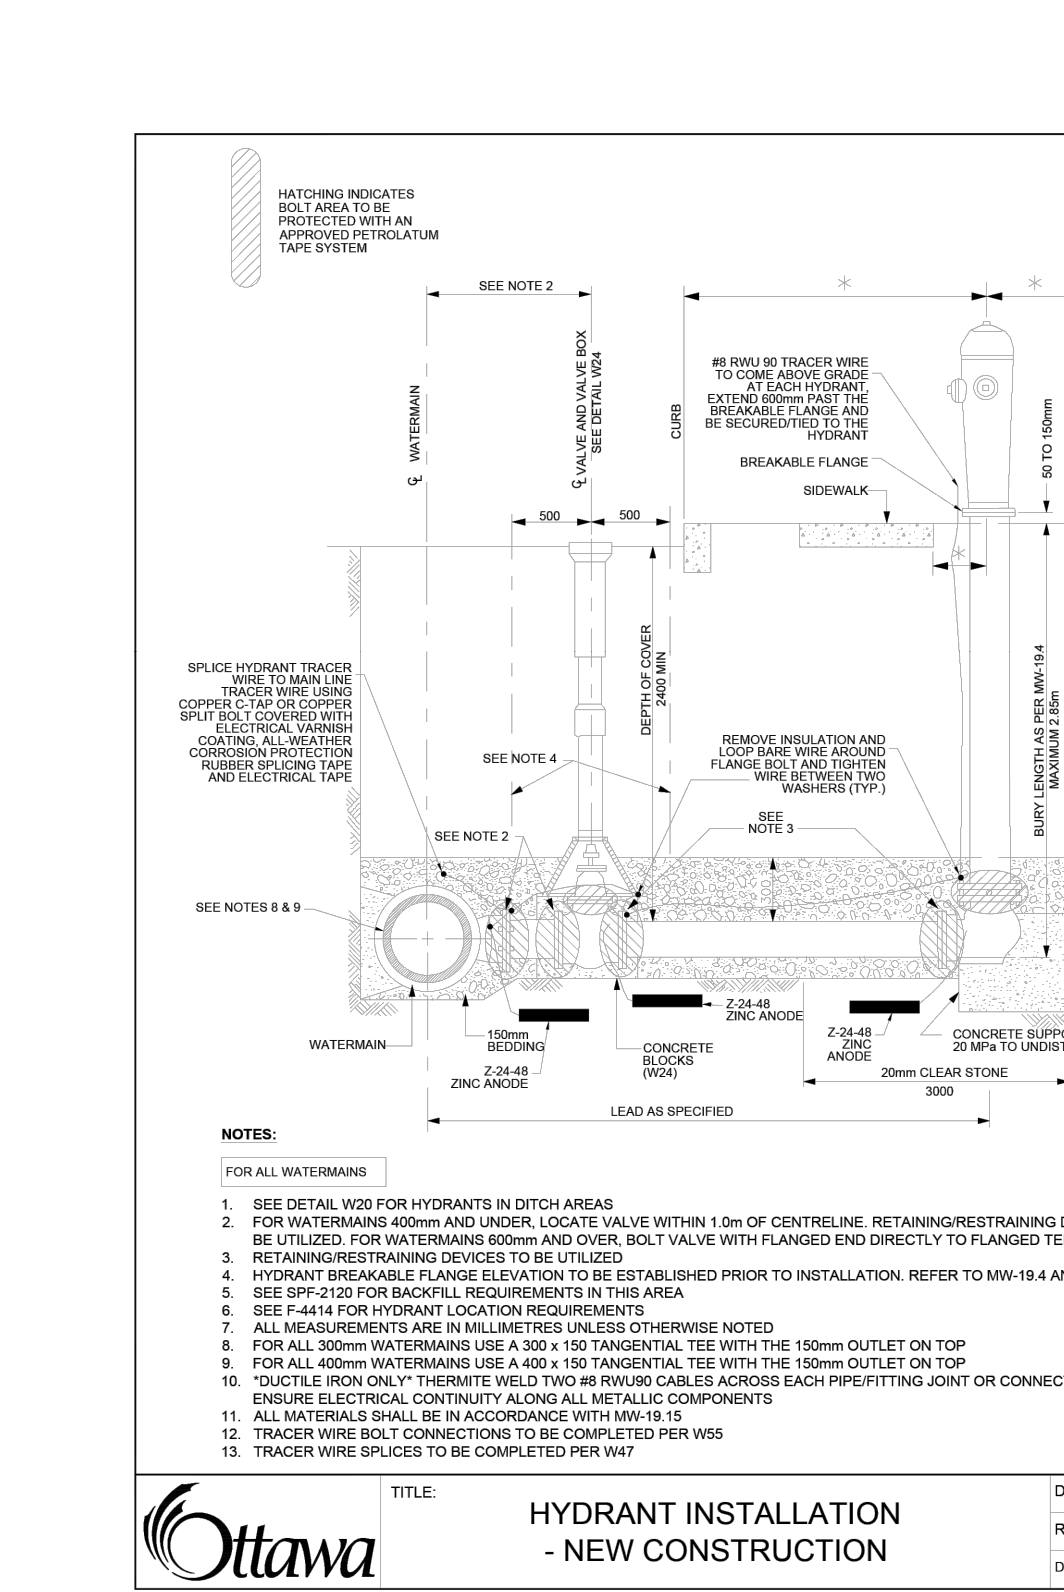 HATCHING INDICATES
BOLT AREA TO BE
PROTECTED WITH AN
APPROVED PETROLATUM
TAPE SYSTEM
SEE NOTE 2
℄ WATERMAIN
℄ VALVE AND VALVE BOX
SEE DETAIL W24
CURB
#8 RWU 90 TRACER WIRE
TO COME ABOVE GRADE
AT EACH HYDRANT,
EXTEND 600mm PAST THE
BREAKABLE FLANGE AND
BE SECURED/TIED TO THE
HYDRANT
BREAKABLE FLANGE
SIDEWALK
50 TO 150mm
500
500
DEPTH OF COVER
2400 MIN
BURY LENGTH AS PER MW-19.4
MAXIMUM 2.85m
SPLICE HYDRANT TRACER
WIRE TO MAIN LINE
TRACER WIRE USING
COPPER C-TAP OR COPPER
SPLIT BOLT COVERED WITH
ELECTRICAL VARNISH
COATING, ALL-WEATHER
CORROSION PROTECTION
RUBBER SPLICING TAPE
AND ELECTRICAL TAPE
SEE NOTE 4
REMOVE INSULATION AND
LOOP BARE WIRE AROUND
FLANGE BOLT AND TIGHTEN
WIRE BETWEEN TWO
WASHERS (TYP.)
SEE
NOTE 3
SEE NOTE 2
300
SEE NOTES 8 & 9
WATERMAIN
150mm
BEDDING
Z-24-48
ZINC ANODE
CONCRETE
BLOCKS
(W24)
Z-24-48
ZINC ANODE
Z-24-48
ZINC
ANODE
CONCRETE SUPPO
20 MPa TO UNDIST
20mm CLEAR STONE
3000
LEAD AS SPECIFIED
NOTES:
FOR ALL WATERMAINS
1. SEE DETAIL W20 FOR HYDRANTS IN DITCH AREAS
2. FOR WATERMAINS 400mm AND UNDER, LOCATE VALVE WITHIN 1.0m OF CENTRELINE. RETAINING/RESTRAINING D
BE UTILIZED. FOR WATERMAINS 600mm AND OVER, BOLT VALVE WITH FLANGED END DIRECTLY TO FLANGED TE
3. RETAINING/RESTRAINING DEVICES TO BE UTILIZED
4. HYDRANT BREAKABLE FLANGE ELEVATION TO BE ESTABLISHED PRIOR TO INSTALLATION. REFER TO MW-19.4 AN
5. SEE SPF-2120 FOR BACKFILL REQUIREMENTS IN THIS AREA
6. SEE F-4414 FOR HYDRANT LOCATION REQUIREMENTS
7. ALL MEASUREMENTS ARE IN MILLIMETRES UNLESS OTHERWISE NOTED
8. FOR ALL 300mm WATERMAINS USE A 300 x 150 TANGENTIAL TEE WITH THE 150mm OUTLET ON TOP
9. FOR ALL 400mm WATERMAINS USE A 400 x 150 TANGENTIAL TEE WITH THE 150mm OUTLET ON TOP
10. *DUCTILE IRON ONLY* THERMITE WELD TWO #8 RWU90 CABLES ACROSS EACH PIPE/FITTING JOINT OR CONNEC
ENSURE ELECTRICAL CONTINUITY ALONG ALL METALLIC COMPONENTS
11. ALL MATERIALS SHALL BE IN ACCORDANCE WITH MW-19.15
12. TRACER WIRE BOLT CONNECTIONS TO BE COMPLETED PER W55
13. TRACER WIRE SPLICES TO BE COMPLETED PER W47
Ottawa
TITLE:
HYDRANT INSTALLATION
- NEW CONSTRUCTION
D
R
D